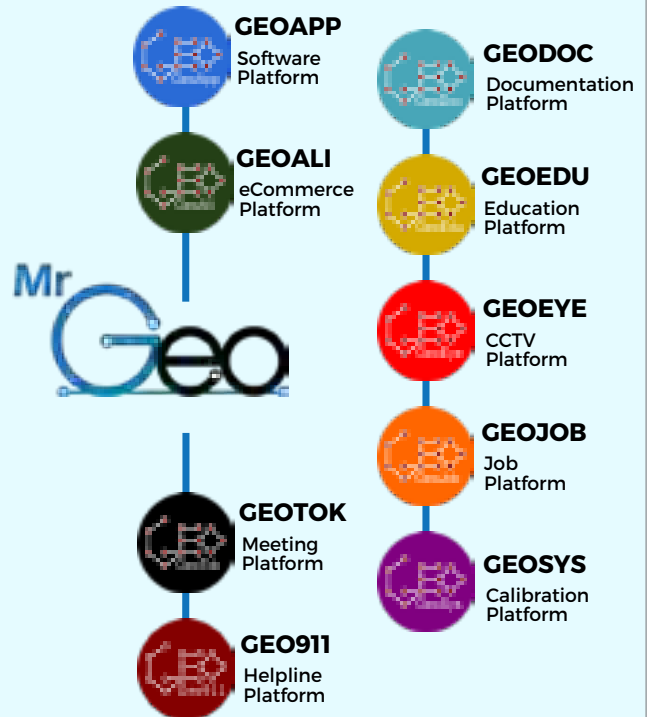 GEOAPP
Software
Platform
GEOALI
eCommerce
Platform
Mr
Geo
GEOTOK
Meeting
Platform
GEO911
Helpline
Platform
GEODOC
Documentation
Platform
GEOEDU
Education
Platform
GEOEYE
CCTV
Platform
GEOJOB
Job
Platform
GEOSYS
Calibration
Platform